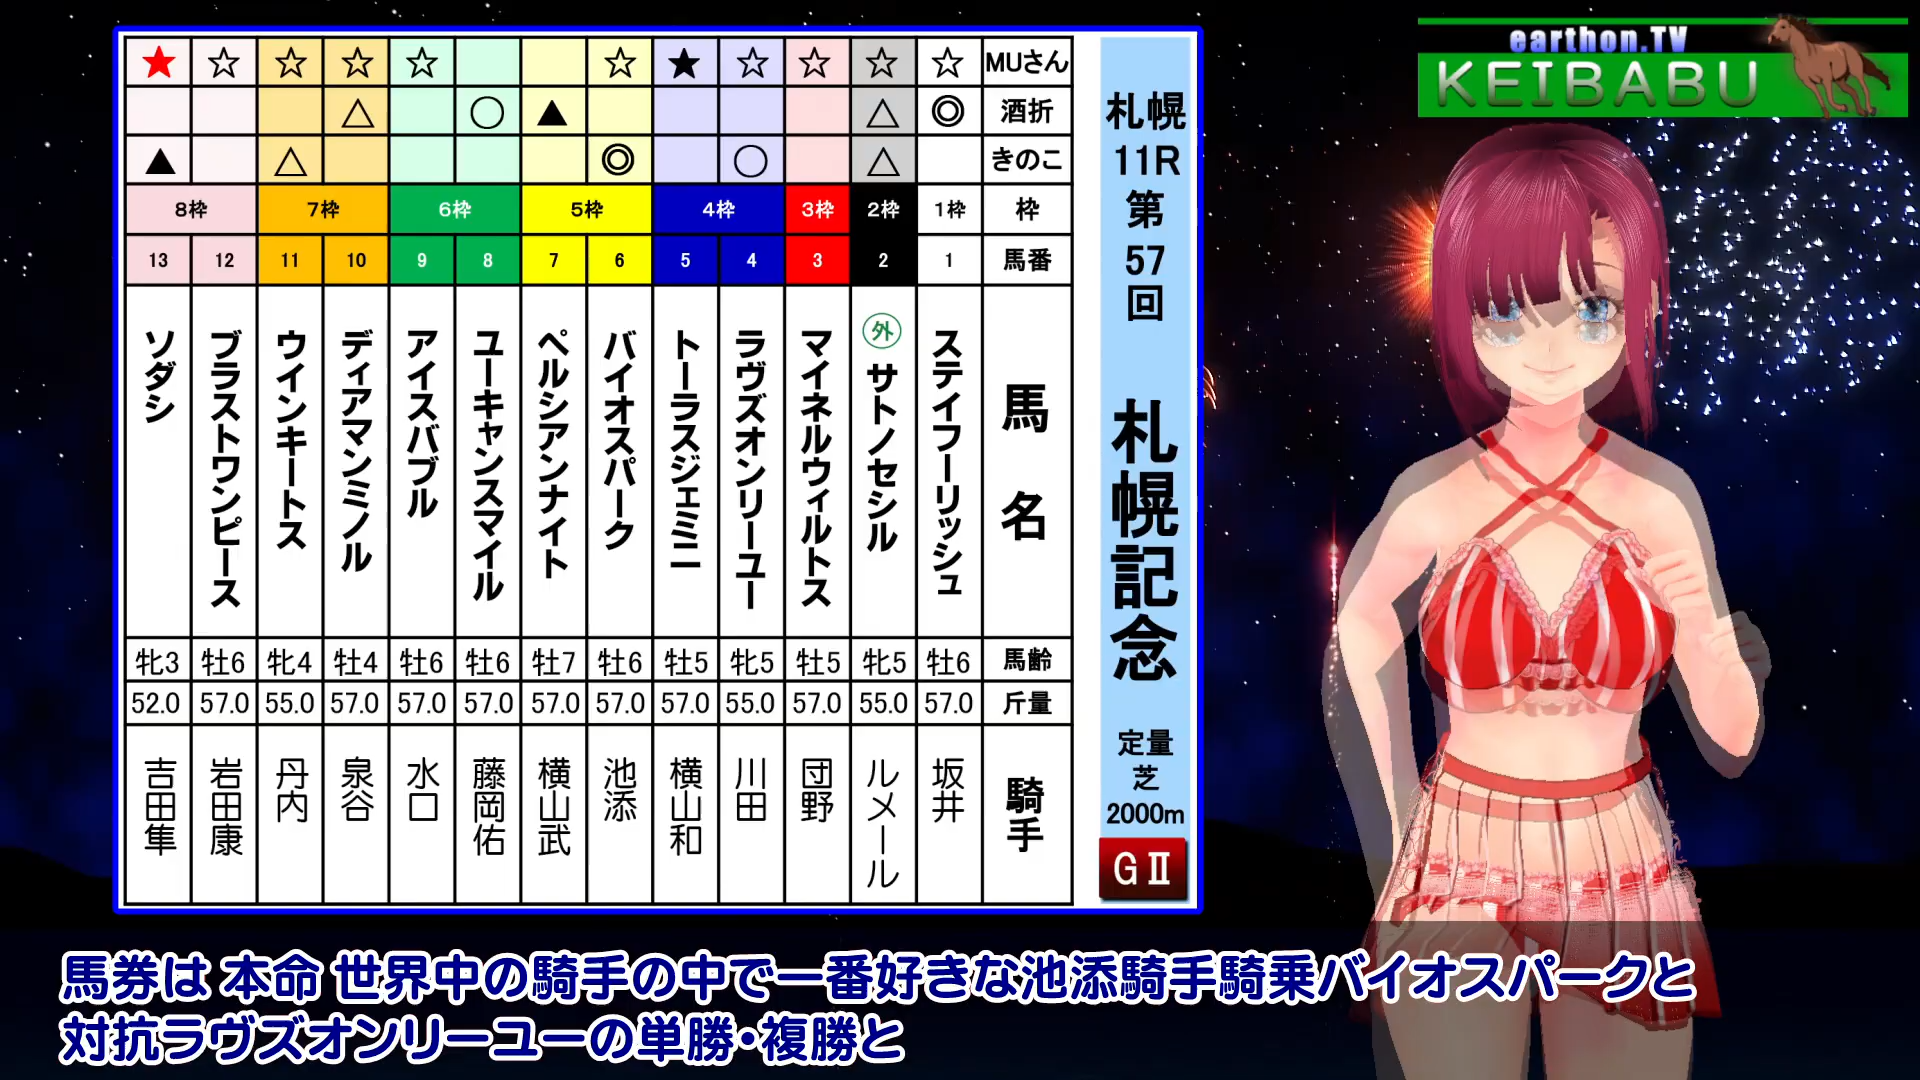 earthon.TV
KEIBABU
札幌
11R
第
57
回
札幌記念
定量
芝
2000m
GⅡ
★ ☆ ☆ ☆ ☆ ☆ ★ ☆ ☆ ☆ ☆ MUさん
△ ○ ▲ △ ◎ 酒折
▲ △ ◎ ○ △ きのこ
8枠 7枠 6枠 5枠 4枠 3枠 2枠 1枠 枠
13 12 11 10 9 8 7 6 5 4 3 2 1 馬番
馬名
ステイフーリッシュ
外 サトノセシル
マイネルウィルトス
ラヴズオンリーユー
トーラスジェミニ
バイオスパーク
ペルシアンナイト
ユーキャンスマイル
アイスバブル
ディアマンミノル
ウインキートス
ブラストワンピース
ソダシ
牝3 牡6 牝4 牡4 牡6 牡6 牡7 牡6 牡5 牝5 牡5 牝5 牡6 馬齢
52.0 57.0 55.0 57.0 57.0 57.0 57.0 57.0 57.0 55.0 57.0 55.0 57.0 斤量
騎手
坂井
ルメール
団野
川田
横山和
池添
横山武
藤岡佑
水口
泉谷
丹内
岩田康
吉田隼
馬券は 本命 世界中の騎手の中で一番好きな池添騎手騎乗バイオスパークと
対抗ラヴズオンリーユーの単勝・複勝と